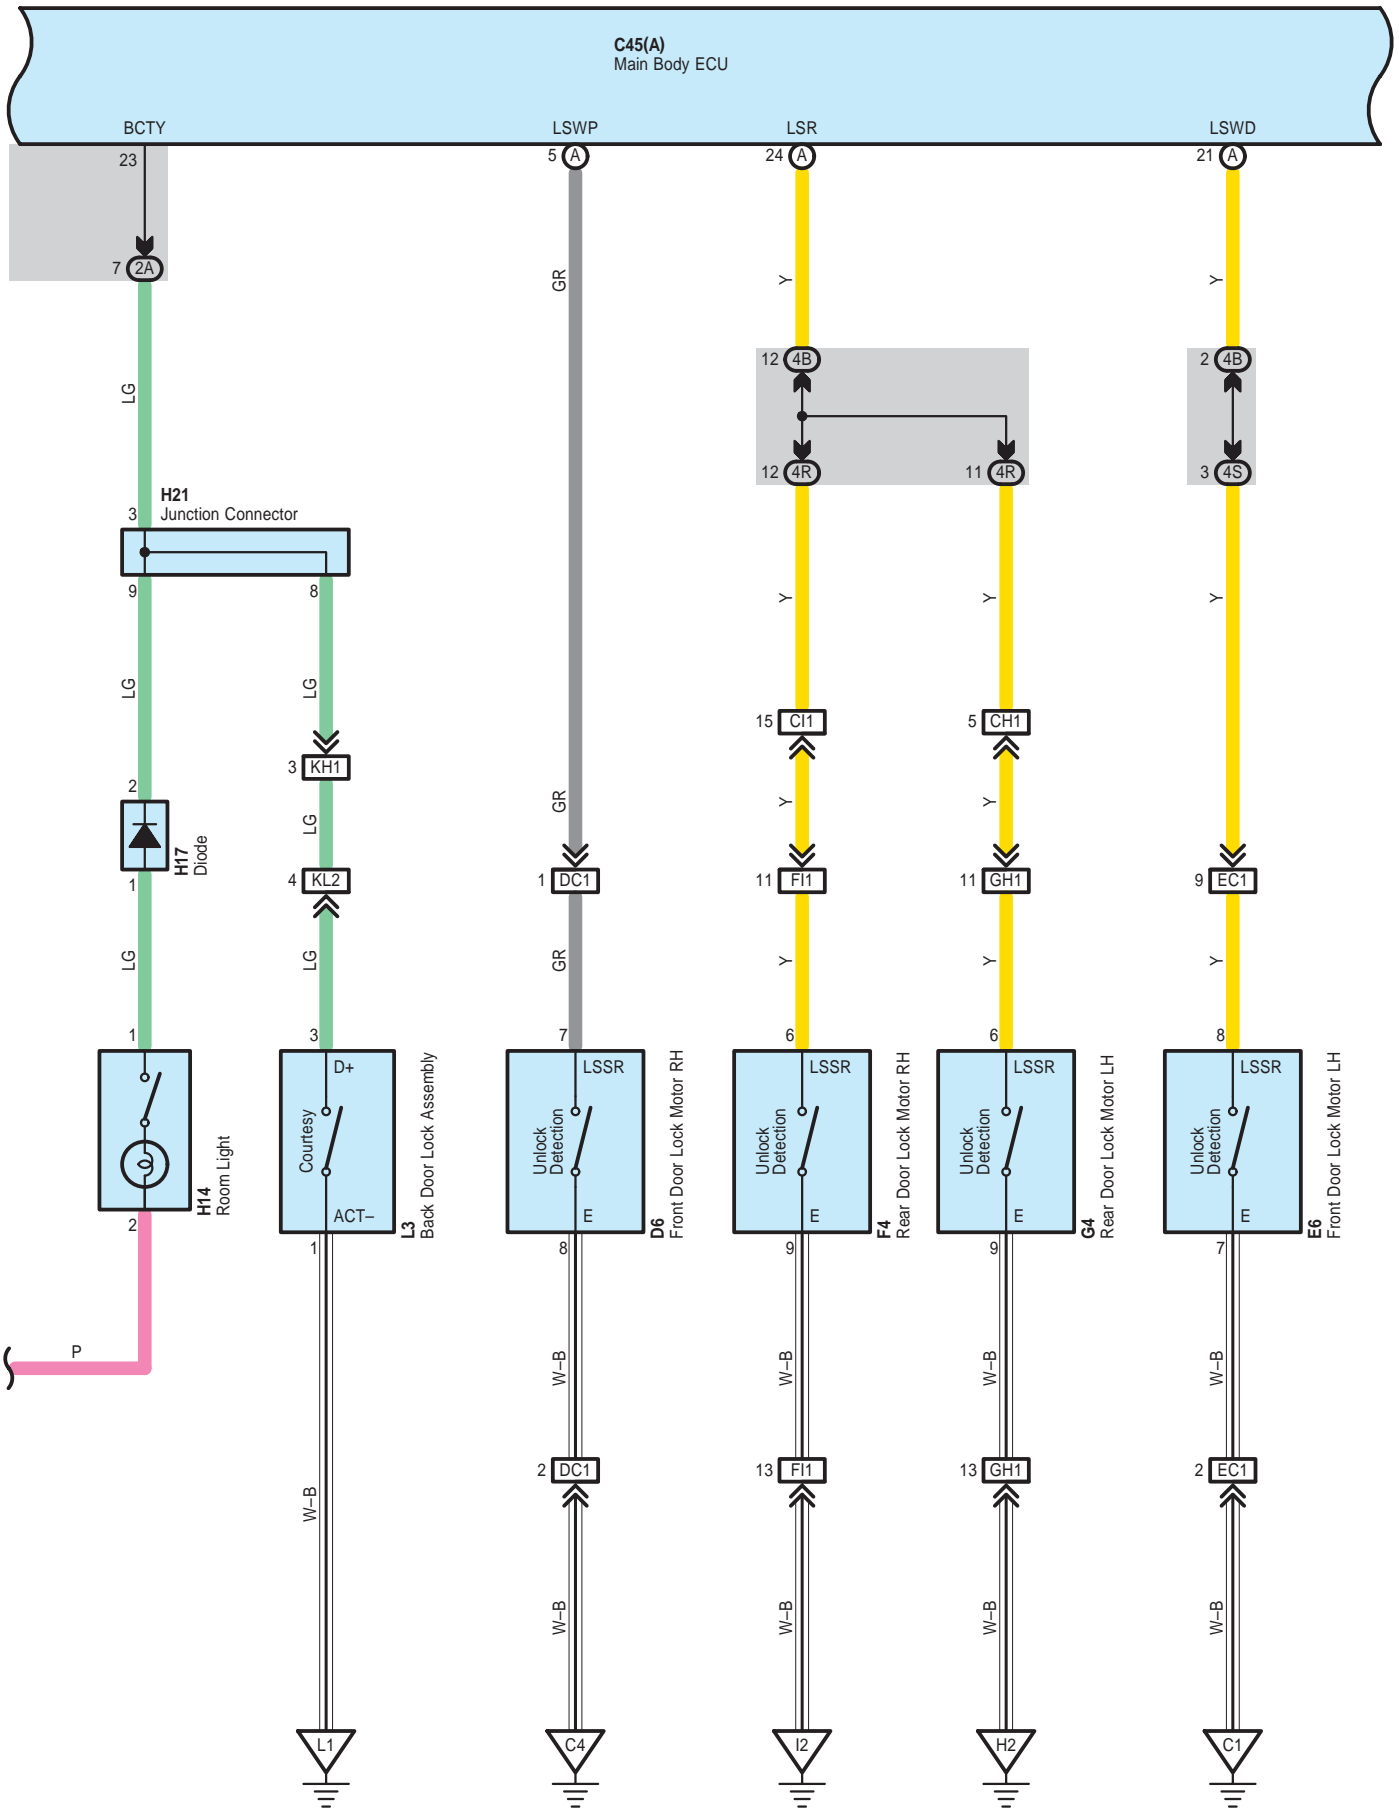 C45(A)
Main Body ECU
BCTY
LSWP
LSR
LSWD
23
5 A
24 A
21 A
7 2A
GR
Y
Y
12 4B
2 4B
LG
12 4R
11 4R
3 4S
H21
3 Junction Connector
9
8
Y
Y
Y
LG
LG
15 CI1
5 CH1
3 KH1
2
GR
Y
Y
LG
H17
Diode
1
4 KL2
1 DC1
11 FI1
11 GH1
9 EC1
LG
LG
GR
Y
Y
Y
1
3
7
6
6
8
D+
LSSR
LSSR
LSSR
LSSR
Courtesy
Unlock
Detection
Unlock
Detection
Unlock
Detection
Unlock
Detection
ACT–
E
E
E
E
H14
Room Light
L3
Back Door Lock Assembly
D6
Front Door Lock Motor RH
F4
Rear Door Lock Motor RH
G4
Rear Door Lock Motor LH
E6
Front Door Lock Motor LH
2
1
8
9
9
7
P
W–B
W–B
W–B
W–B
2 DC1
13 FI1
13 GH1
2 EC1
W–B
W–B
W–B
W–B
W–B
L1
C4
I2
H2
C1